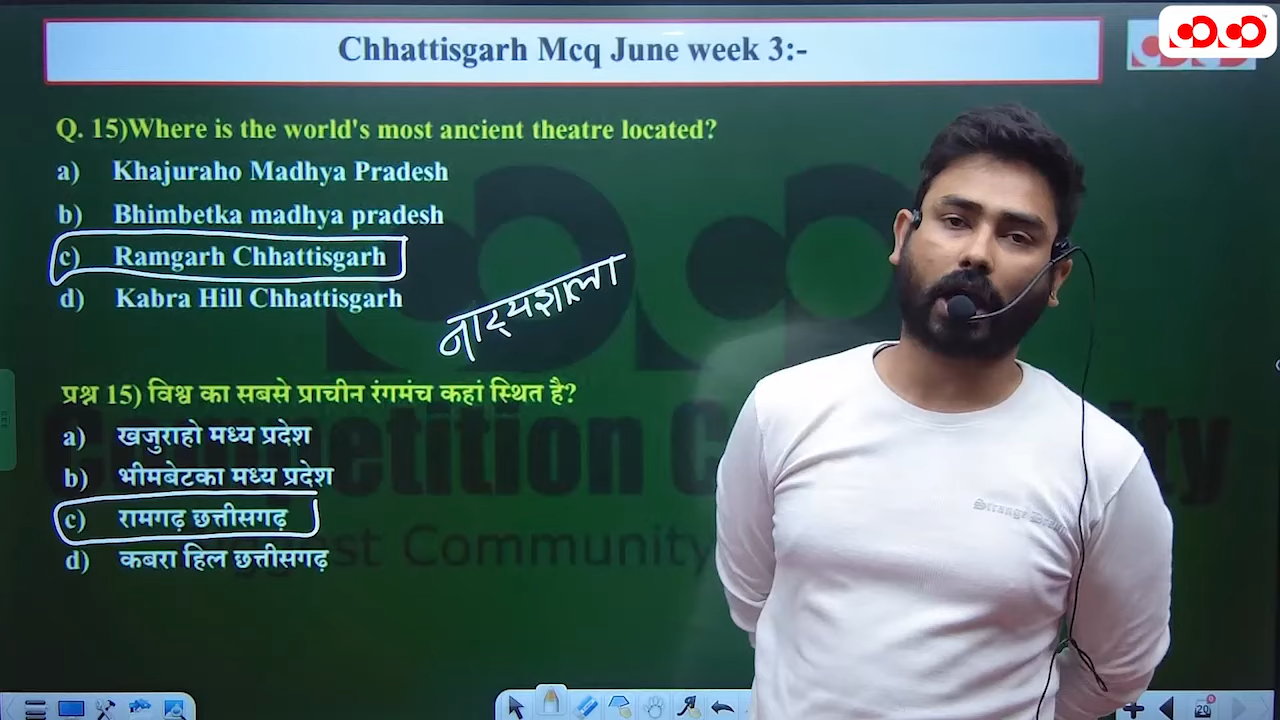 Chhattisgarh Mcq June week 3:-
Q. 15)Where is the world's most ancient theatre located?
a) Khajuraho Madhya Pradesh
b) Bhimbetka madhya pradesh
c) Ramgarh Chhattisgarh
d) Kabra Hill Chhattisgarh
नाट्यशाला
प्रश्न 15) विश्व का सबसे प्राचीन रंगमंच कहां स्थित है?
a) खजुराहो मध्य प्रदेश
b) भीमबेटका मध्य प्रदेश
c) रामगढ़ छत्तीसगढ़
d) कबरा हिल छत्तीसगढ़
Community
20